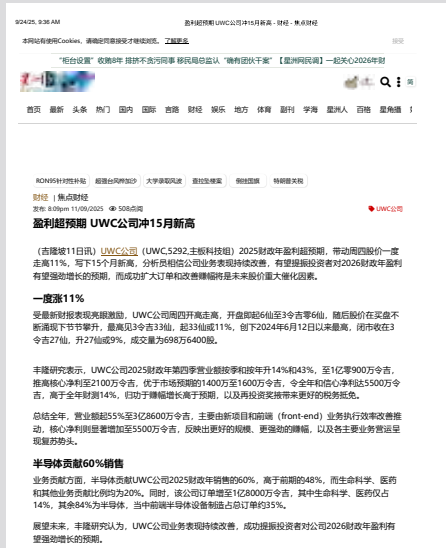 9/24/25, 9:36 AM
盈利超预期 UWC公司冲15月新高 - 财经 - 焦点财经
本网站有使用Cookies，请确定同意接受才继续浏览。 了解更多
接受
“柜台设置”收贿8年 排挤不贪污同事 移民局总监认“确有团伙干案”【星洲网民调】一起关心2026年财
简
首页 最新 头条 热门 国内 国际 言路 财经 娱乐 地方 体育 副刊 学海 星洲人 百格 星角摄
RON95针对性补贴 超强台风桦加沙 大学录取风波 查拉坠楼案 倒挂国旗 特朗普关税
财经 | 焦点财经
发布: 8:09pm 11/09/2025 508点阅
UWC公司
盈利超预期 UWC公司冲15月新高
（吉隆坡11日讯）UWC公司（UWC,5292,主板科技组）2025财政年盈利超预期，带动周四股价一度
走高11%，写下15个月新高，分析员相信公司业务表现持续改善，有望提振投资者对2026财政年盈利
有望强劲增长的预期，而成功扩大订单和改善赚幅将是未来股价重大催化因素。
一度涨11%
受最新财报表现亮眼激励，UWC公司周四开高走高，开盘即起6仙至3令吉零6仙，随后股价在买盘不
断涌现下节节攀升，最高见3令吉33仙，起33仙或11%，创下2024年6月12日以来最高，闭市收在3
令吉27仙，升27仙或9%，成交量为698万6400股。
丰隆研究表示，UWC公司2025财政年第四季营业额按季和按年升14%和43%，至1亿零900万令吉，
推高核心净利至2100万令吉，优于市场预期的1400万至1600万令吉，令全年和信心净利达5500万令
吉，高于全年财测14%，归功于赚幅增长高于预期，以及再投资奖掖带来更好的税务抵免。
总结全年，营业额起55%至3亿8600万令吉，主要由新项目和前端（front-end）业务执行效率改善推
动，核心净利则显著增加至5500万令吉，反映出更好的规模、更强劲的赚幅，以及各主要业务营运呈
现复苏势头。
半导体贡献60%销售
业务贡献方面，半导体贡献UWC公司2025财政年销售的60%，高于前期的48%，而生命科学、医药
和其他业务贡献比例均为20%。同时，该公司订单增至1亿8000万令吉，其中生命科学、医药仅占
14%，其余84%为半导体，当中前端半导体设备制造占总订单约35%。
展望未来，丰隆研究认为，UWC公司业务表现持续改善，成功提振投资者对公司2026财政年盈利有
望强劲增长的预期。